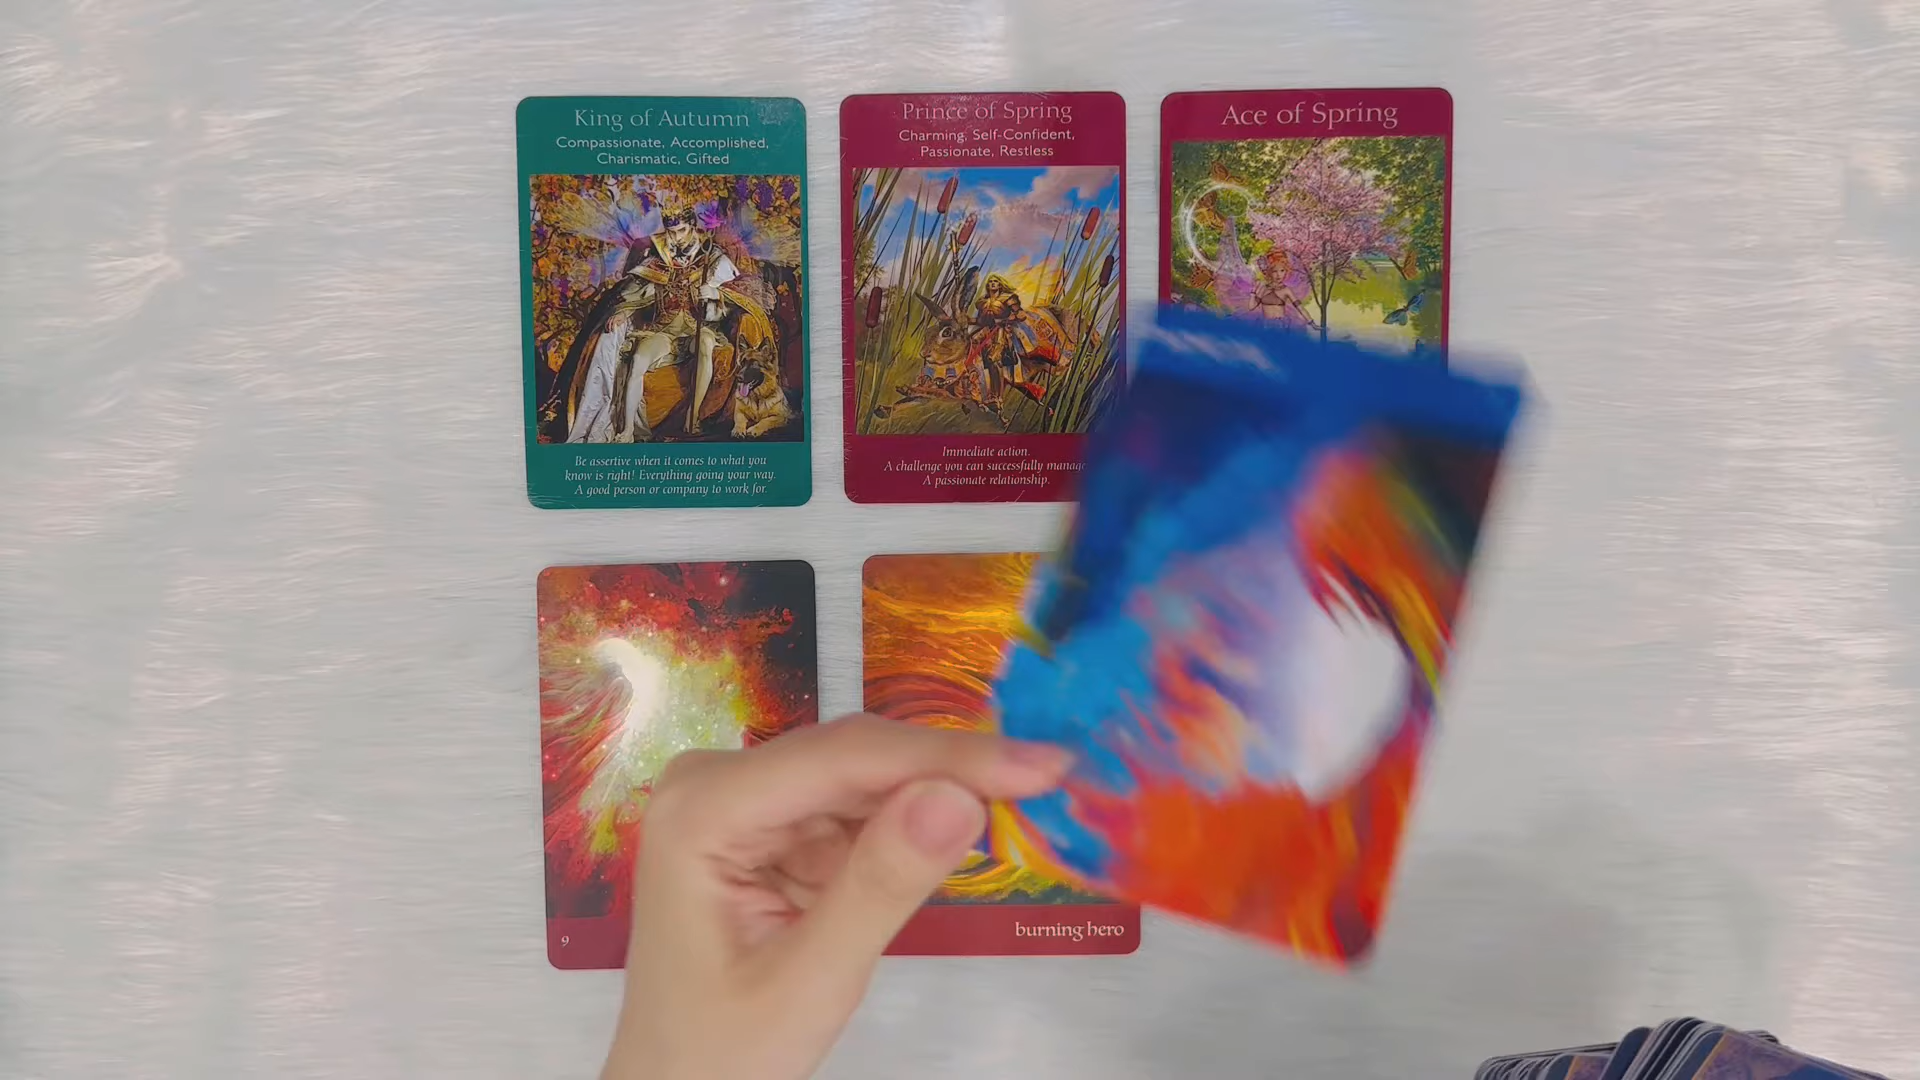 King of Autumn
Compassionate, Accomplished,
Charismatic, Gifted
Be assertive when it comes to what you
know is right! Everything going your way.
A good person or company to work for.
Prince of Spring
Charming, Self-Confident,
Passionate, Restless
Immediate action.
A challenge you can successfully manage
A passionate relationship.
Ace of Spring
9
burning hero